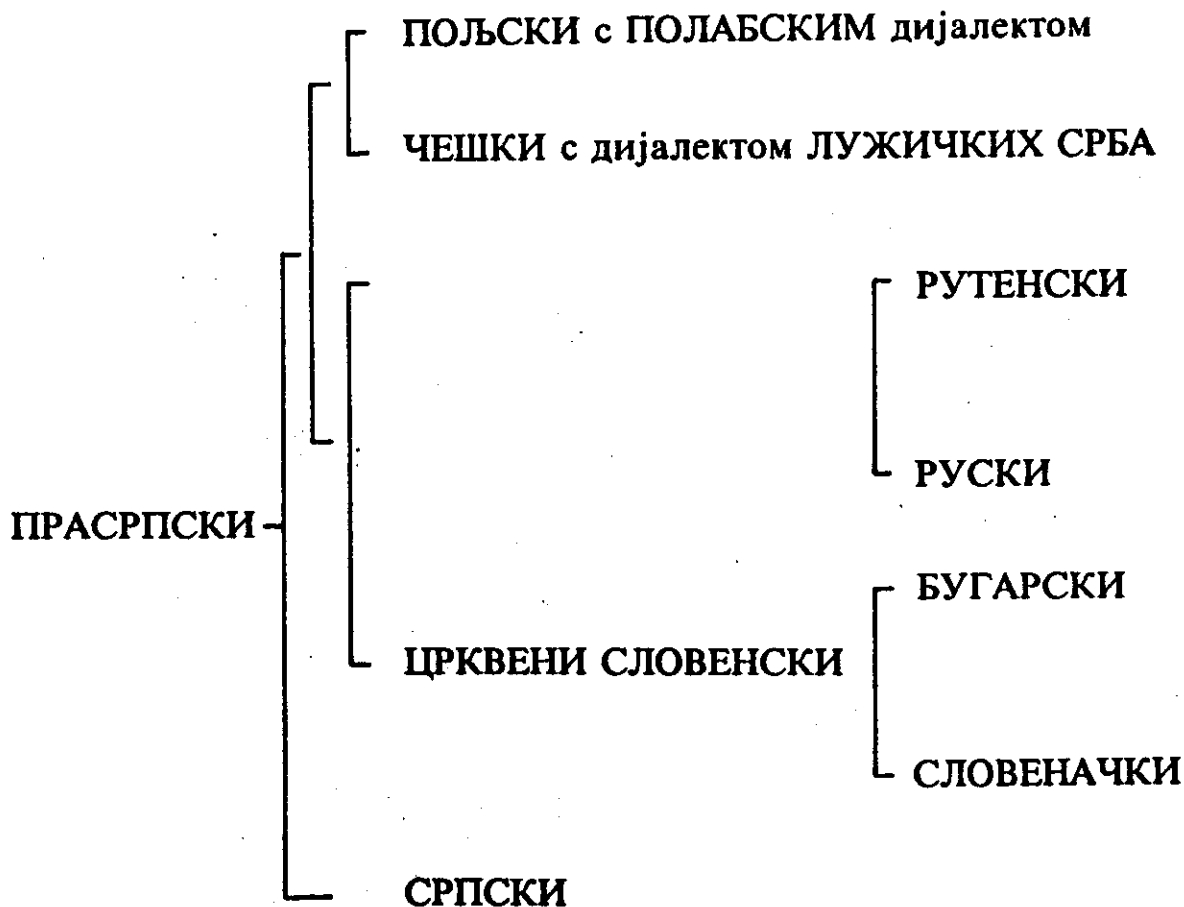 ПОЉСКИ с ПОЛАБСКИМ дијалектом
ЧЕШКИ с дијалектом ЛУЖИЧКИХ СРБА
РУТЕНСКИ
РУСКИ
ПРАСРПСКИ
БУГАРСКИ
ЦРКВЕНИ СЛОВЕНСКИ
СЛОВЕНАЧКИ
СРПСКИ